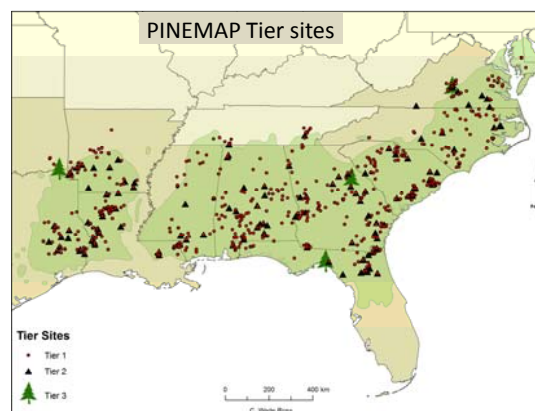 PINEMAP Tier sites
Tier Sites
Tier 1
Tier 2
Tier 3
0 200 400 km